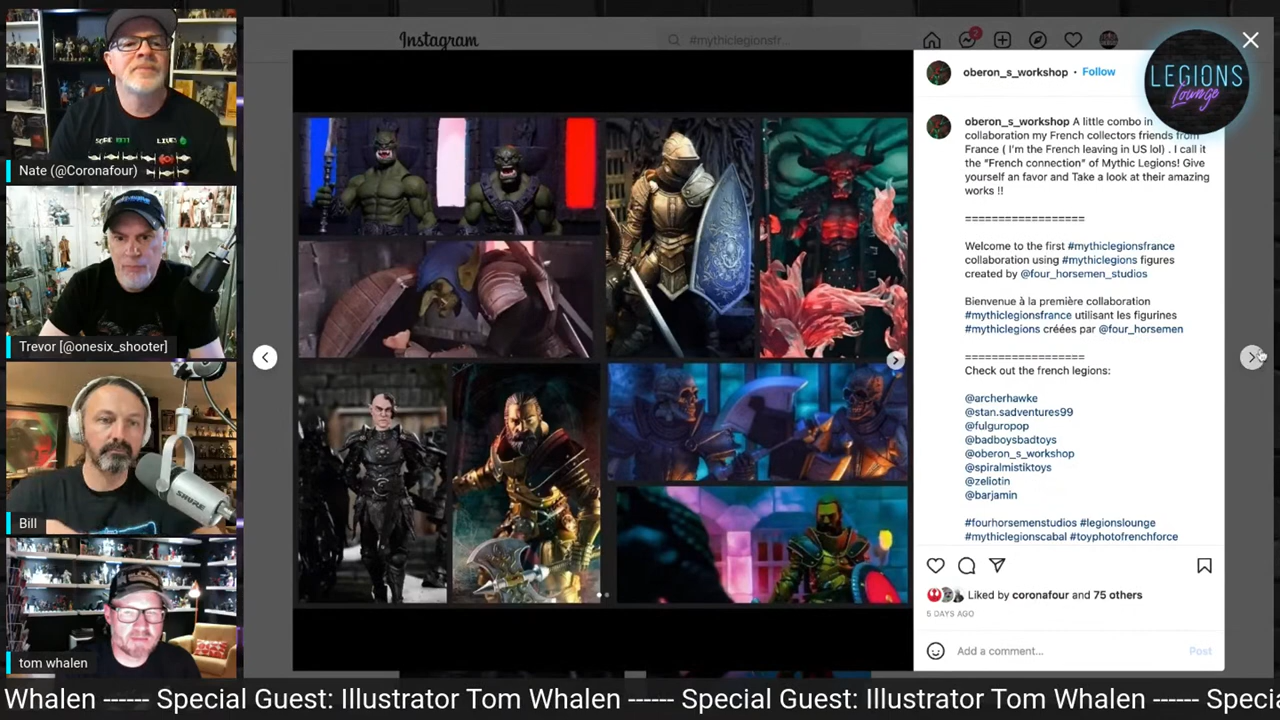 Instagram
#mythiclegionsfr...
2
LEGIONS
Lounge
oberon_s_workshop • Follow
oberon_s_workshop A little combo in
collaboration my French collectors friends from
France ( I'm the French leaving in US lol) . I call it
the “French connection” of Mythic Legions! Give
yourself an favor and Take a look at their amazing
works !!
==================
Welcome to the first #mythiclegionsfrance
collaboration using #mythiclegions figures
created by @four_horsemen_studios
Bienvenue à la première collaboration
#mythiclegionsfrance utilisant les figurines
#mythiclegions créées par @four_horsemen
==================
Check out the french legions:
@archerhawke
@stan.sadventures99
@fulguropop
@badboysbadtoys
@oberon_s_workshop
@spiralmistiktoys
@zeliotin
@barjamin
#fourhorsemenstudios #legionslounge
#mythiclegionscabal #toyphotofrenchforce
Liked by coronafour and 75 others
5 DAYS AGO
Add a comment...
Post
LIVES
Nate (@Coronafour)
Trevor [@onesix_shooter]
SHURE
Bill
tom whalen
Whalen ------ Special Guest: Illustrator Tom Whalen ------ Special Guest: Illustrator Tom Whalen ------ Speci